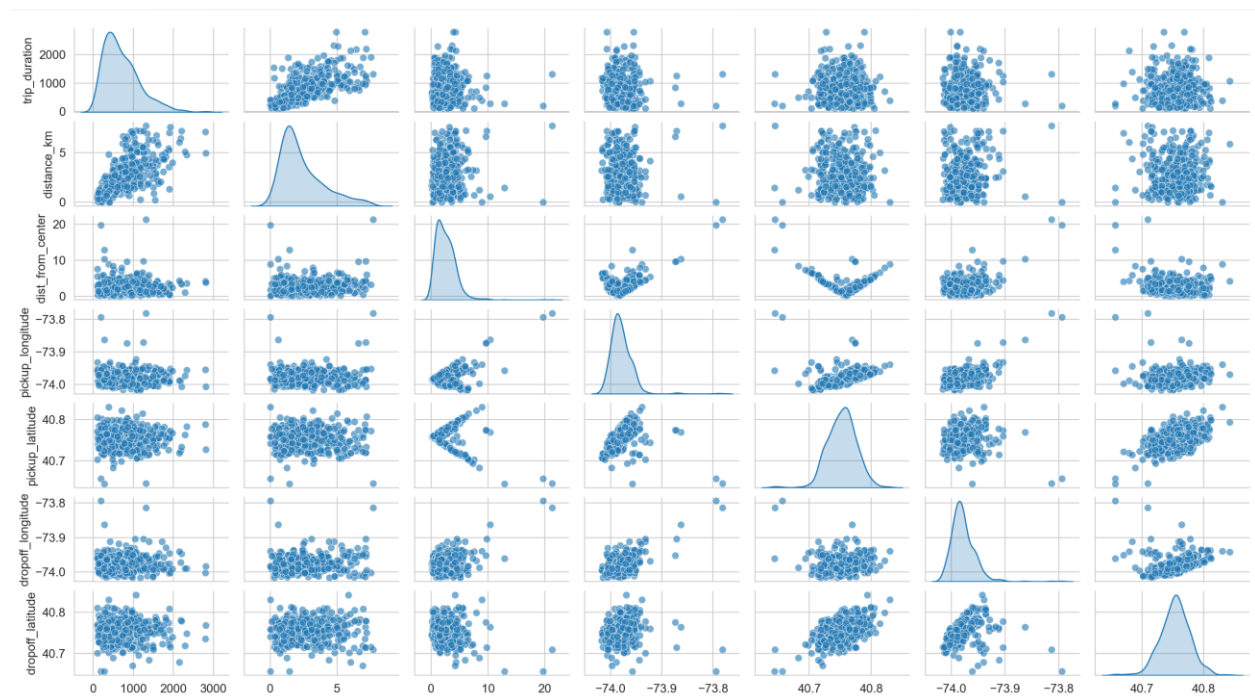 trip_duration
2000
1000
0
distance_km
5
0
dist_from_center
20
10
0
pickup_longitude
−73.8
−73.9
−74.0
pickup_latitude
40.8
40.7
dropoff_longitude
−73.8
−73.9
−74.0
dropoff_latitude
40.8
40.7
0 1000 2000 3000 0 5 0 10 20 −74.0 −73.9 −73.8 40.7 40.8 −74.0 −73.9 −73.8 40.7 40.8